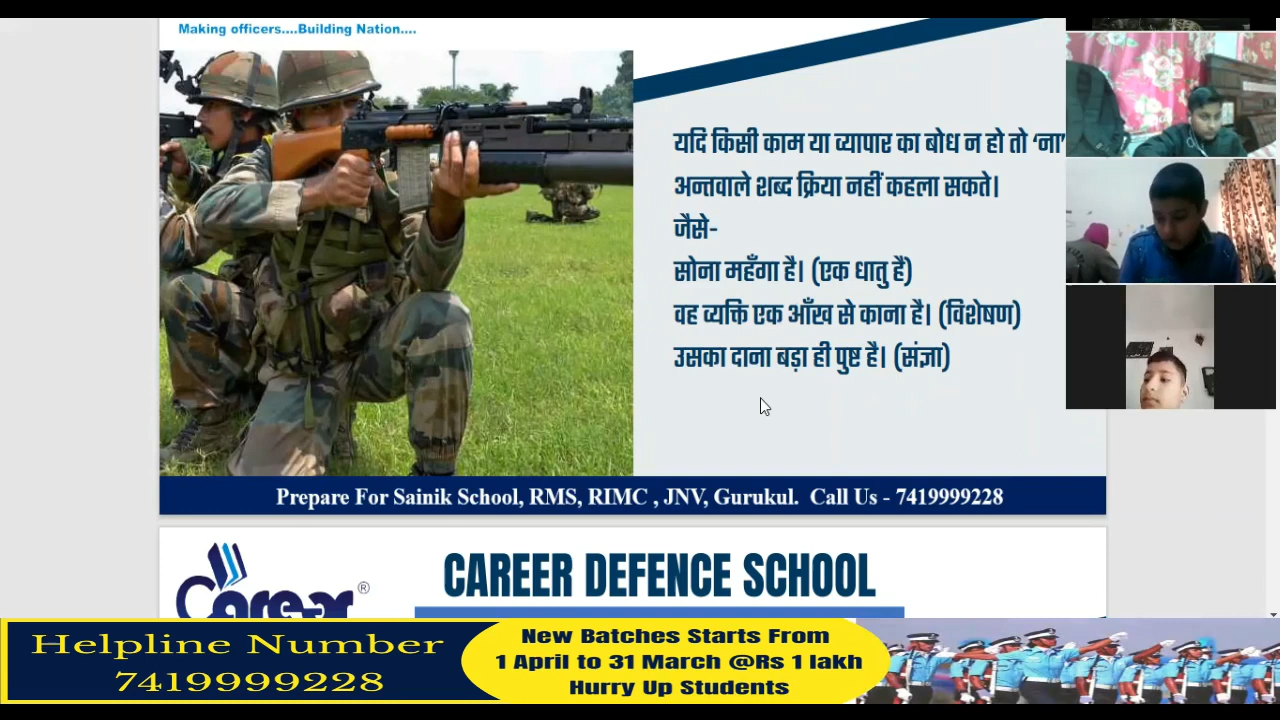 Making officers....Building Nation....
यदि किसी काम या व्यापार का बोध न हो तो ‘ना’
अन्तवाले शब्द क्रिया नहीं कहला सकते।
जैसे-
सोना महँगा है। (एक धातु है)
वह व्यक्ति एक आँख से काना है। (विशेषण)
उसका दाना बड़ा ही पुष्ट है। (संज्ञा)
Prepare For Sainik School, RMS, RIMC , JNV, Gurukul. Call Us - 7419999228
Career ®
CAREER DEFENCE SCHOOL
Helpline Number
7419999228
New Batches Starts From
1 April to 31 March @Rs 1 lakh
Hurry Up Students